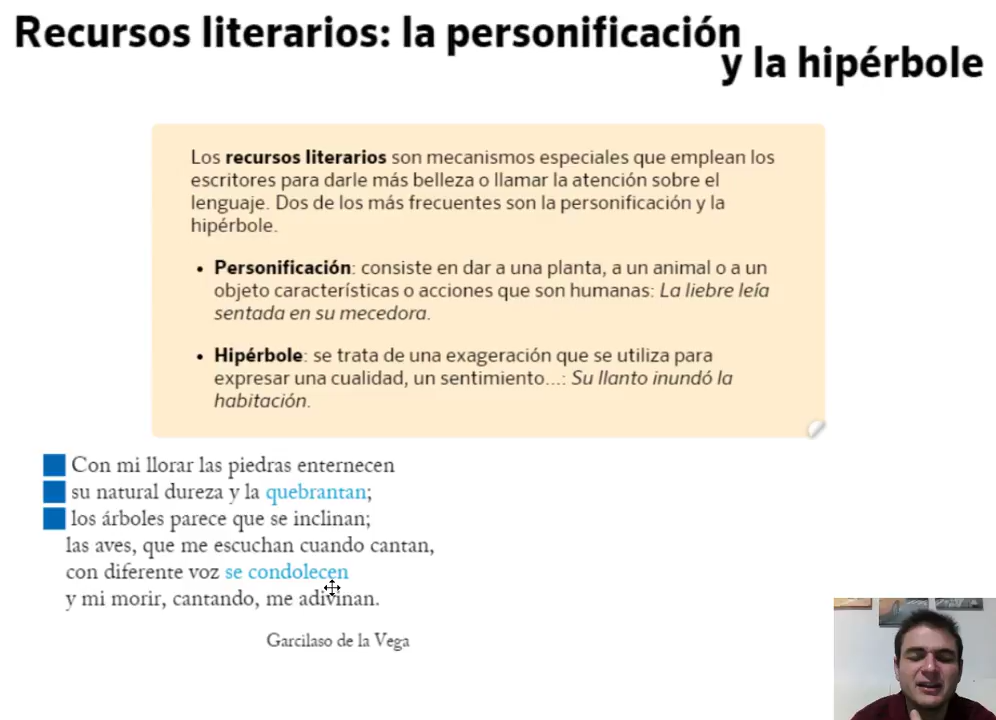 Recursos literarios: la personificación
y la hipérbole
Los recursos literarios son mecanismos especiales que emplean los
escritores para darle más belleza o llamar la atención sobre el
lenguaje. Dos de los más frecuentes son la personificación y la
hipérbole.
• Personificación: consiste en dar a una planta, a un animal o a un
objeto características o acciones que son humanas: La liebre leía
sentada en su mecedora.
• Hipérbole: se trata de una exageración que se utiliza para
expresar una cualidad, un sentimiento...: Su llanto inundó la
habitación.
Con mi llorar las piedras enternecen
su natural dureza y la quebrantan;
los árboles parece que se inclinan;
las aves, que me escuchan cuando cantan,
con diferente voz se condolecen
y mi morir, cantando, me adivinan.
Garcilaso de la Vega